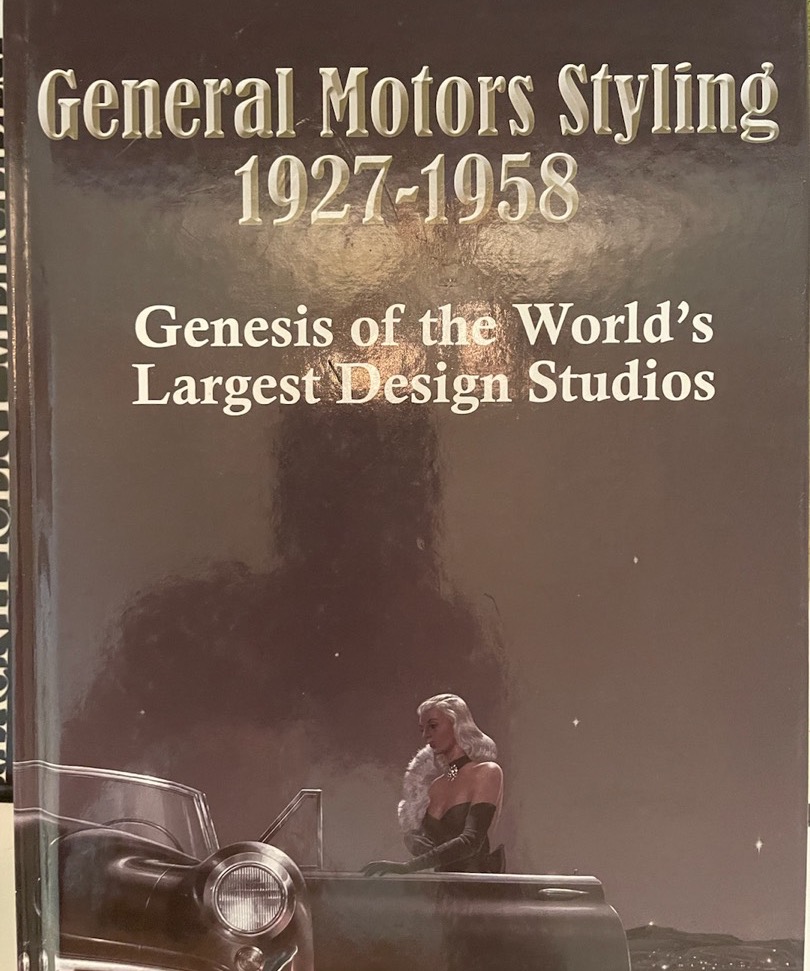 General Motors Styling
1927-1958
Genesis of the World's
Largest Design Studios